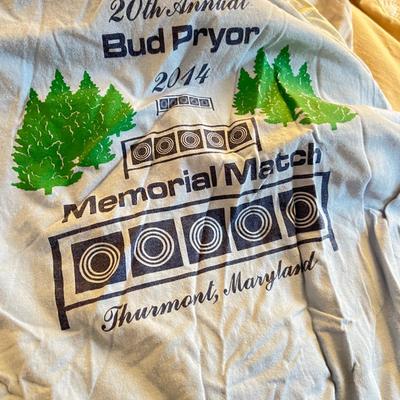 20th Annual
Bud Pryor
2014
Memorial Match
Thurmont, Maryland